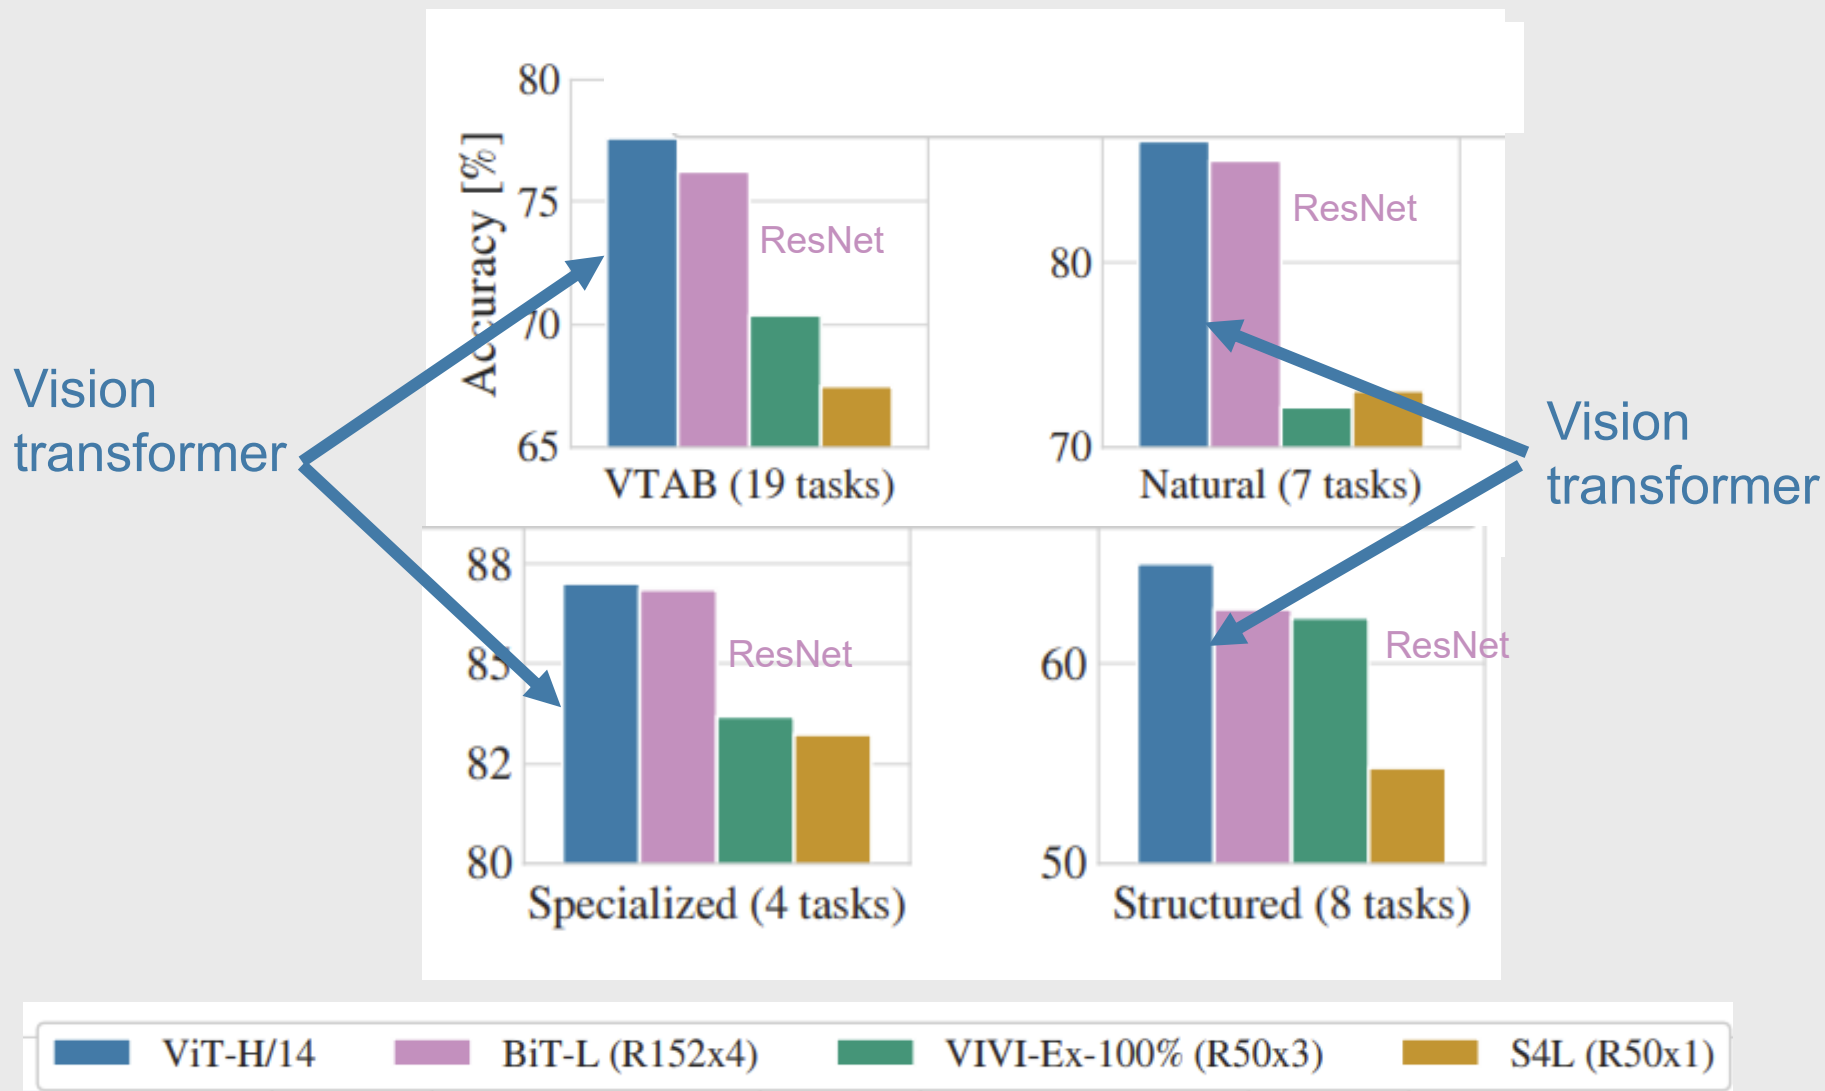 80
Accuracy [%]
75
ResNet
70
65
VTAB (19 tasks)
ResNet
80
70
Natural (7 tasks)
Vision
transformer
Vision
transformer
88
85
ResNet
82
80
Specialized (4 tasks)
60
ResNet
50
Structured (8 tasks)
ViT-H/14
BiT-L (R152x4)
VIVI-Ex-100% (R50x3)
S4L (R50x1)